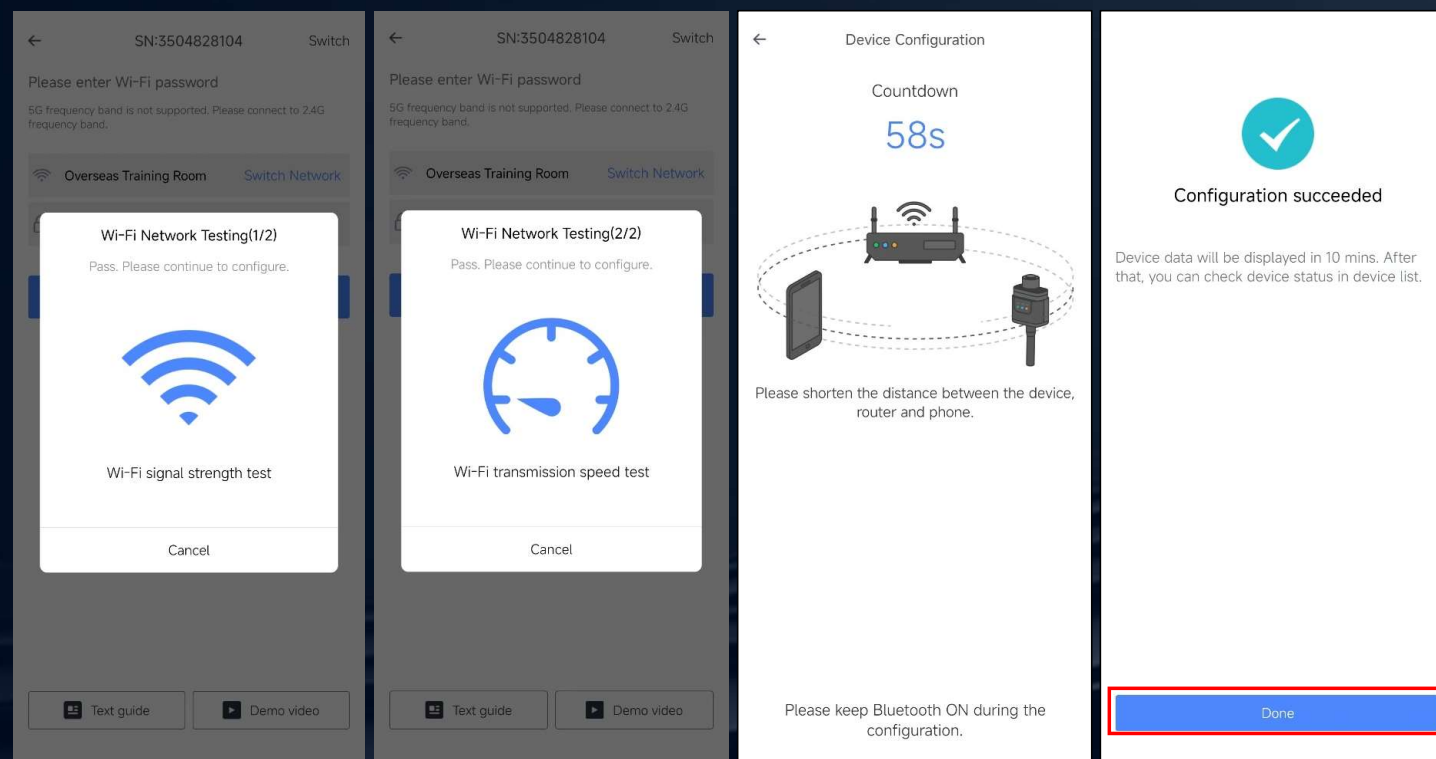 SN:3504828104
Switch
Please enter Wi-Fi password
5G frequency band is not supported. Please connect to 2.4G
frequency band.
Overseas Training Room
Switch Network
Wi-Fi Network Testing(1/2)
Pass. Please continue to configure.
Wi-Fi signal strength test
Cancel
Text guide
Demo video
SN:3504828104
Switch
Please enter Wi-Fi password
5G frequency band is not supported. Please connect to 2.4G
frequency band.
Overseas Training Room
Switch Network
Wi-Fi Network Testing(2/2)
Pass. Please continue to configure.
Wi-Fi transmission speed test
Cancel
Text guide
Demo video
Device Configuration
Countdown
58s
Please shorten the distance between the device,
router and phone.
Please keep Bluetooth ON during the
configuration.
Configuration succeeded
Device data will be displayed in 10 mins. After
that, you can check device status in device list.
Done